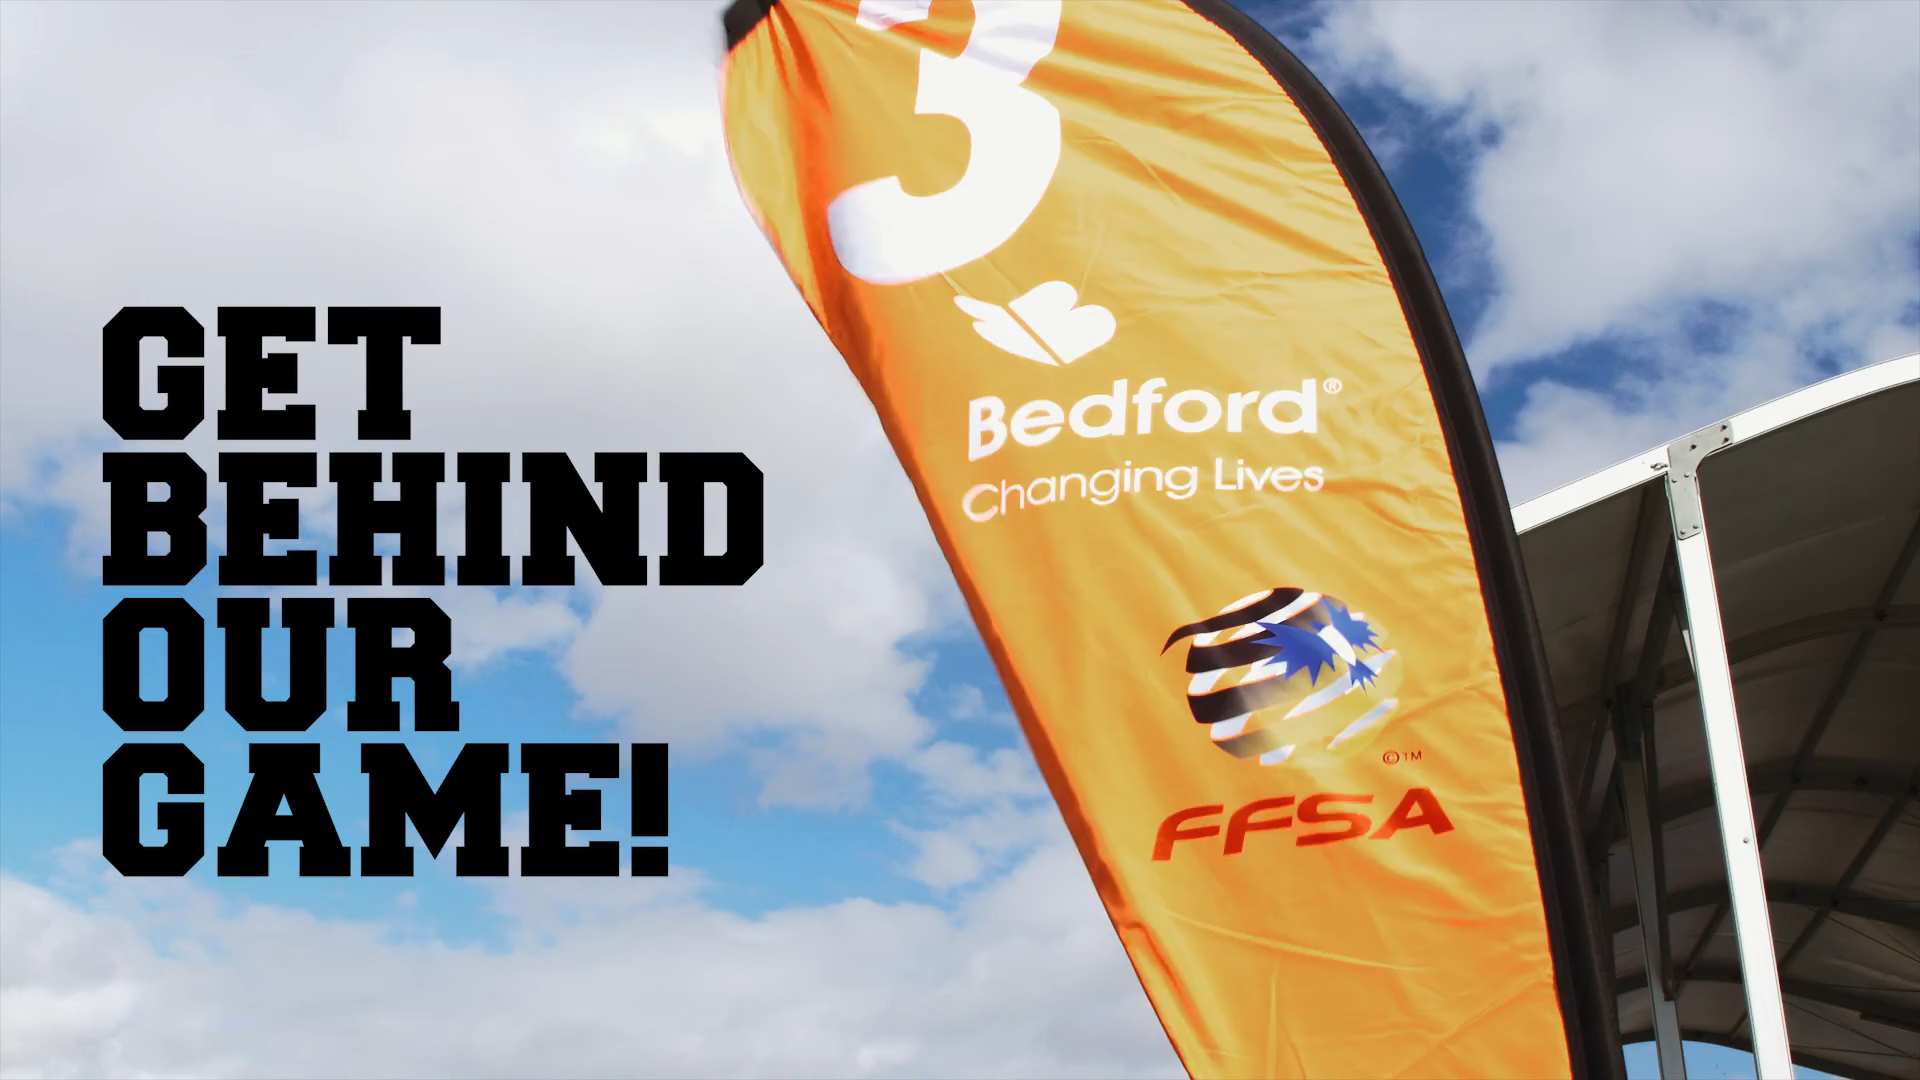 GET
BEHIND
OUR
GAME!
3
Bedford®
Changing Lives
©™
FFSA